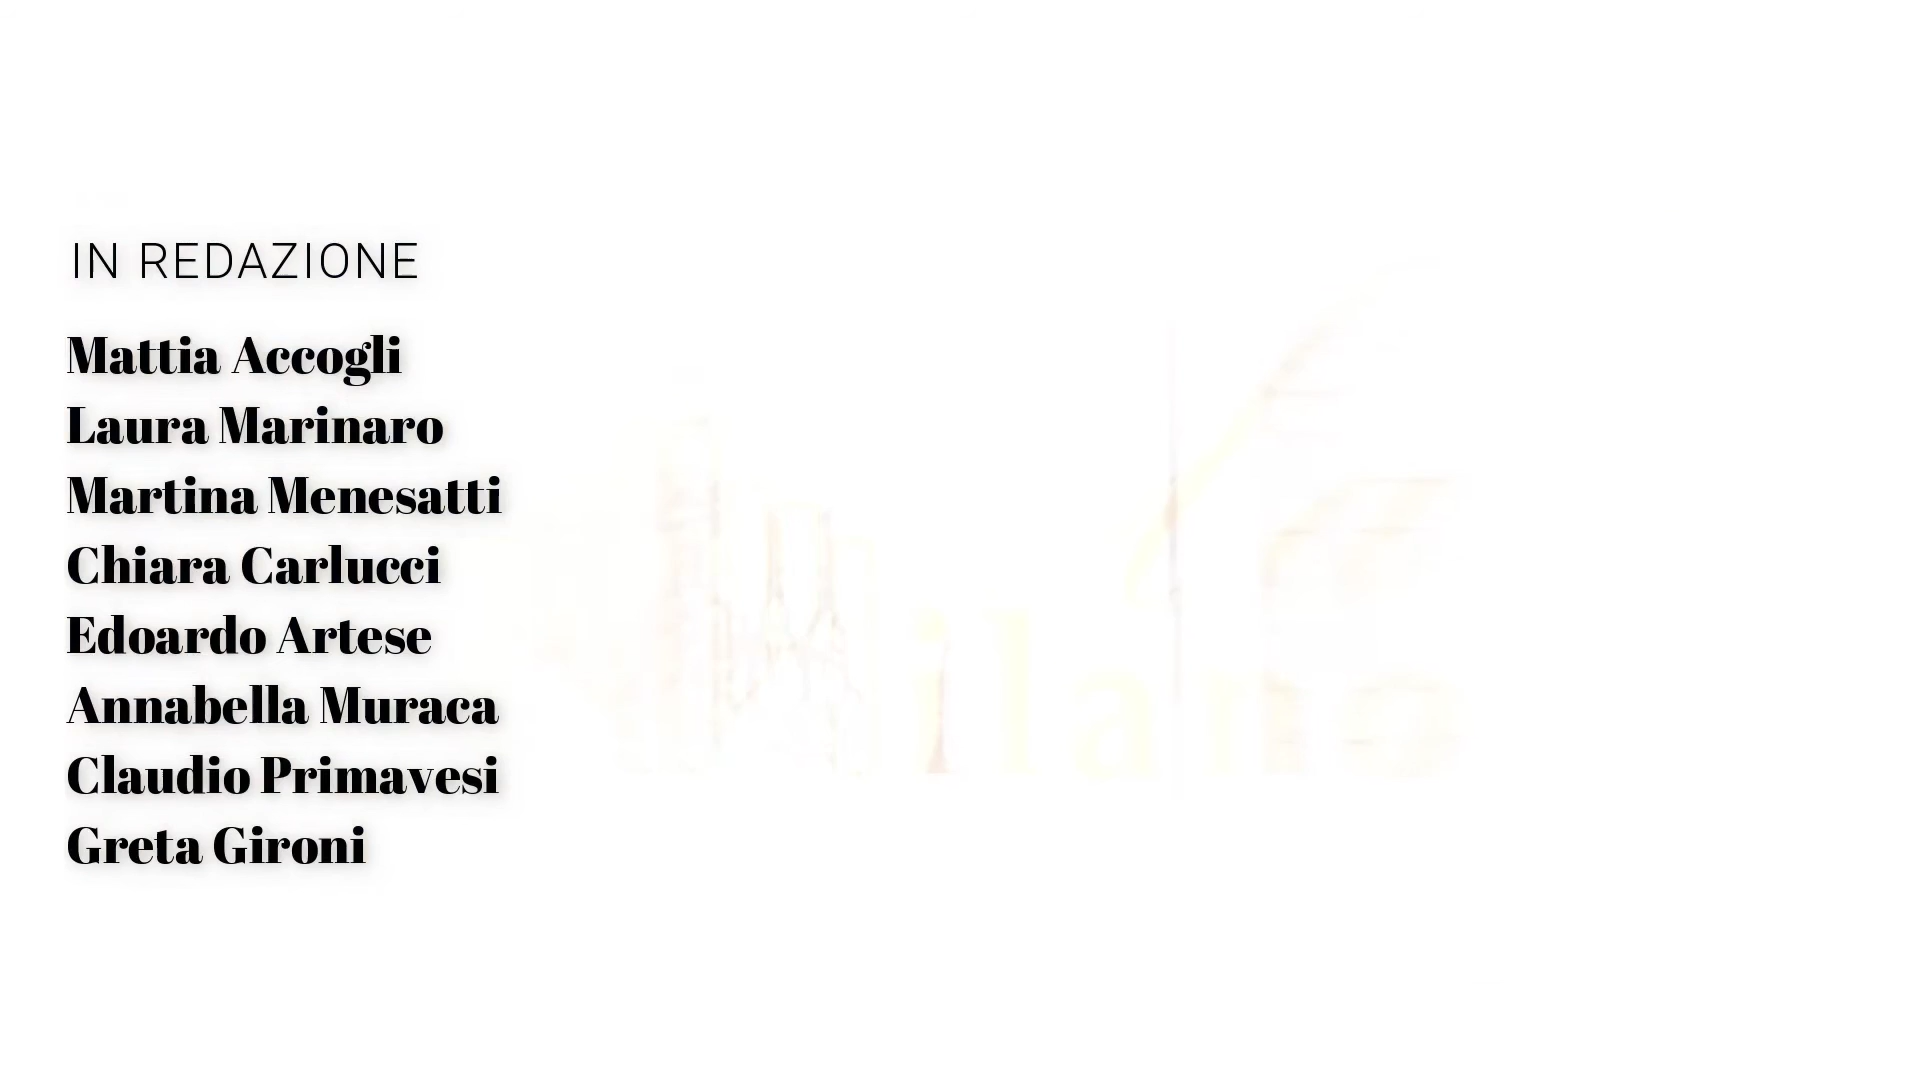 IN REDAZIONE
Mattia Accogli
Laura Marinaro
Martina Menesatti
Chiara Carlucci
Edoardo Artese
Annabella Muraca
Claudio Primavesi
Greta Gironi